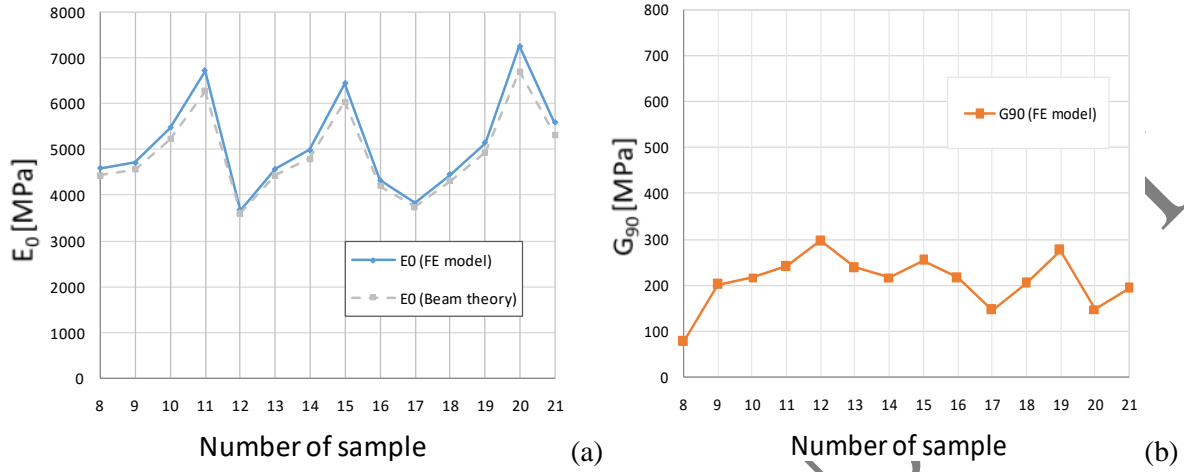 8000
7000
6000
5000
4000
3000
2000
1000
0
E0 [MPa]
E0 (FE model)
E0 (Beam theory)
8 9 10 11 12 13 14 15 16 17 18 19 20 21
Number of sample
(a)
800
700
600
500
400
300
200
100
0
G90 [MPa]
G90 (FE model)
8 9 10 11 12 13 14 15 16 17 18 19 20 21
Number of sample
(b)